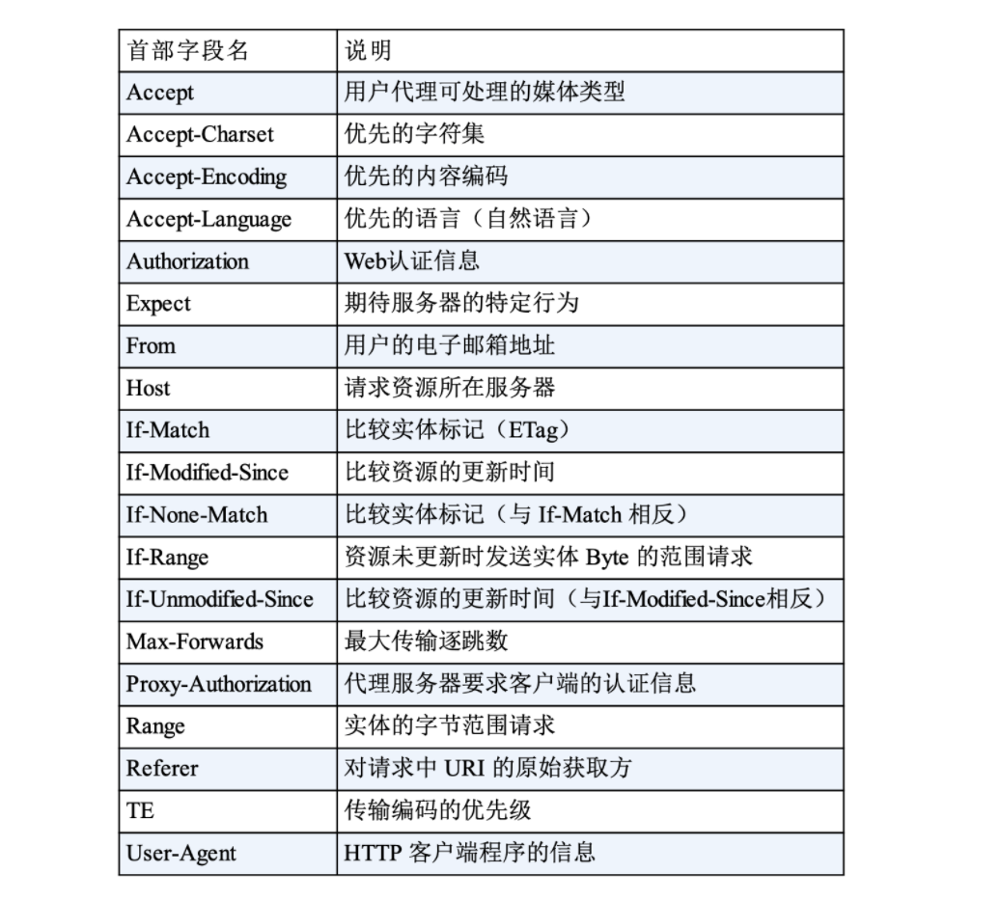 首部字段名 说明
Accept 用户代理可处理的媒体类型
Accept-Charset 优先的字符集
Accept-Encoding 优先的内容编码
Accept-Language 优先的语言（自然语言）
Authorization Web认证信息
Expect 期待服务器的特定行为
From 用户的电子邮箱地址
Host 请求资源所在服务器
If-Match 比较实体标记（ETag）
If-Modified-Since 比较资源的更新时间
If-None-Match 比较实体标记（与 If-Match 相反）
If-Range 资源未更新时发送实体 Byte 的范围请求
If-Unmodified-Since 比较资源的更新时间（与If-Modified-Since相反）
Max-Forwards 最大传输逐跳数
Proxy-Authorization 代理服务器要求客户端的认证信息
Range 实体的字节范围请求
Referer 对请求中 URI 的原始获取方
TE 传输编码的优先级
User-Agent HTTP 客户端程序的信息